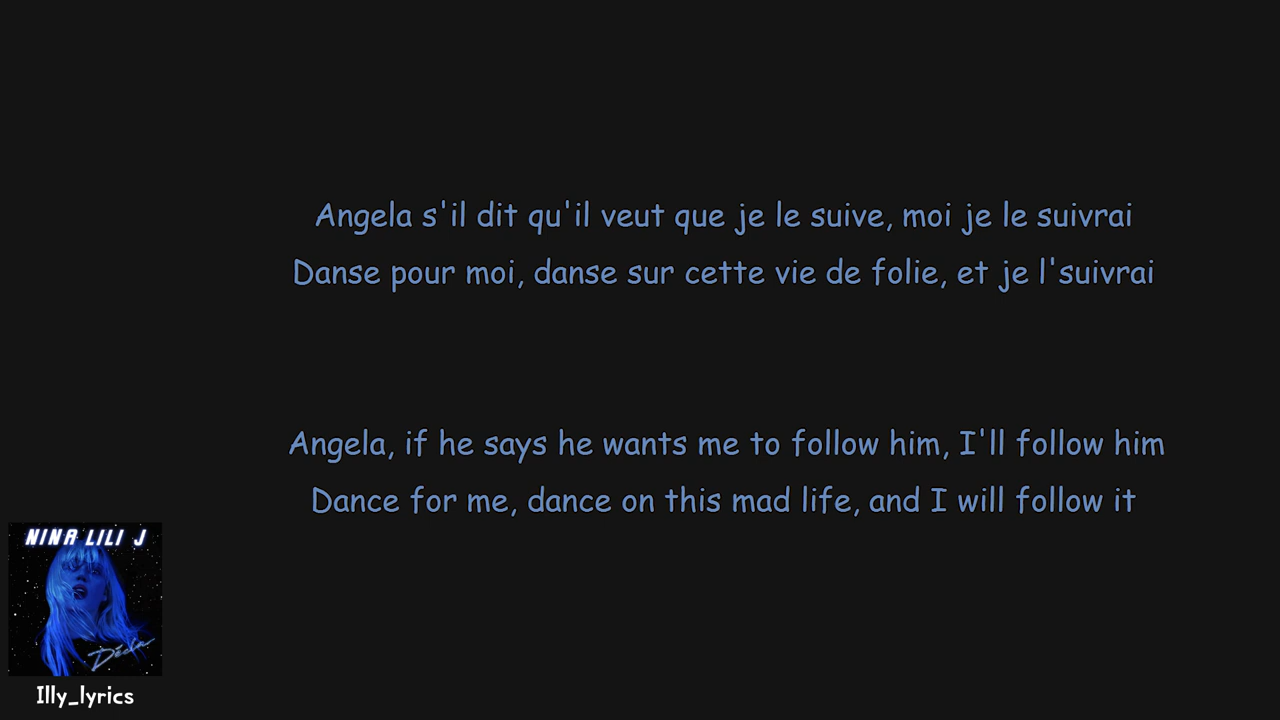 Angela s'il dit qu'il veut que je le suive, moi je le suivrai
Danse pour moi, danse sur cette vie de folie, et je l'suivrai
Angela, if he says he wants me to follow him, I'll follow him
Dance for me, dance on this mad life, and I will follow it
NINA LILI J
Déda
Illy_lyrics